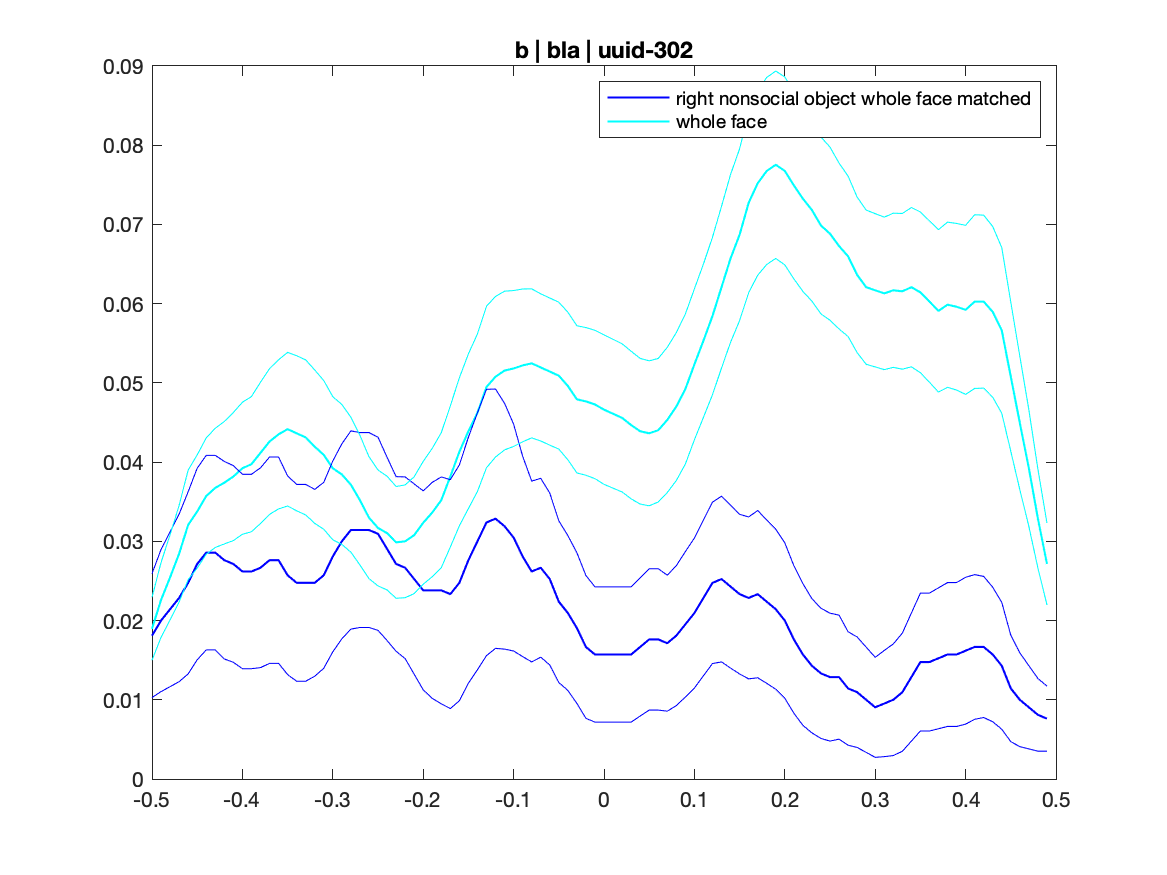 b | bla | uuid-302
0.09
0.08
0.07
0.06
0.05
0.04
0.03
0.02
0.01
0
right nonsocial object whole face matched
whole face
-0.5 -0.4 -0.3 -0.2 -0.1 0 0.1 0.2 0.3 0.4 0.5